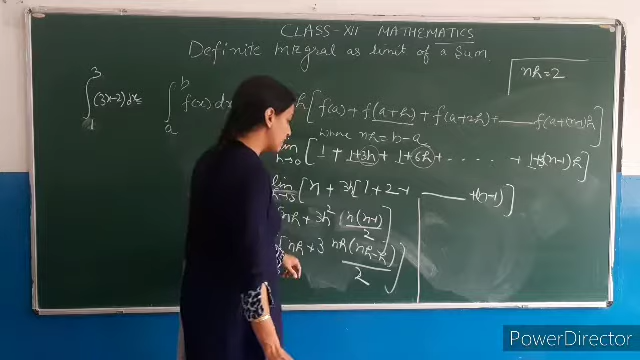 CLASS-XII MATHEMATICS
Definite Integral as limit of a Sum
nh=2
∫₁³ (3x-2)dx
∫ₐᵇ f(x)dx h[f(a)+f(a+h)+f(a+2h)+——f(a+(n-1)h]
where nh=b-a
lim h→0 [1+1+3h+1+6h+.....+1+3(n-1)h]
lim [n+3h[1+2+ —— +(n-1)]
nh+3h² (n(n-1)/2]
nh+3 nh(nh-h)/2]
PowerDirector